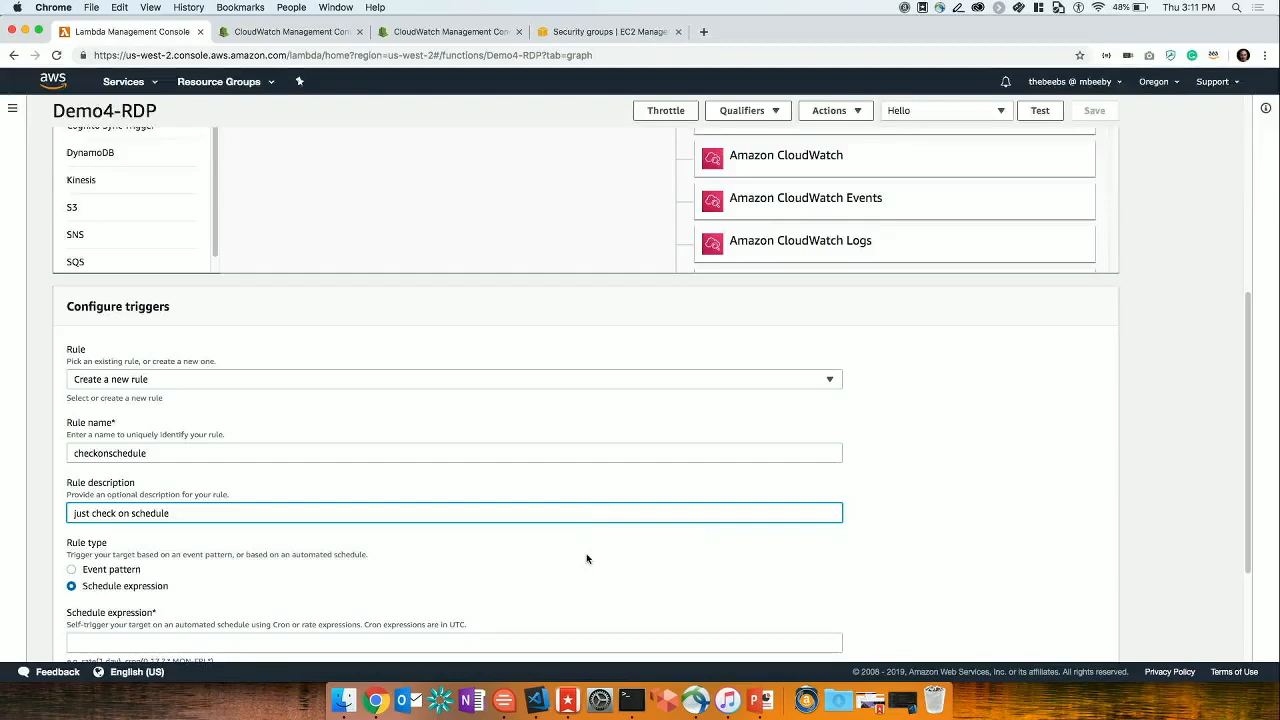 Chrome File Edit View History Bookmarks People Window Help 48% Thu 3:11 PM
Lambda Management Console × CloudWatch Management Con × CloudWatch Management Con × Security groups | EC2 Manage × +
https://us-west-2.console.aws.amazon.com/lambda/home?region=us-west-2#/functions/Demo4-RDP?tab=graph
aws Services Resource Groups thebeebs @ mbeeby Oregon Support
Demo4-RDP Throttle Qualifiers Actions Hello Test Save
Cognito Sync Trigger
DynamoDB
Kinesis
S3
SNS
SQS
Amazon CloudWatch
Amazon CloudWatch Events
Amazon CloudWatch Logs
Configure triggers
Rule
Pick an existing rule, or create a new one.
Create a new rule
Select or create a new rule
Rule name*
Enter a name to uniquely identify your rule.
checkonschedule
Rule description
Provide an optional description for your rule.
just check on schedule
Rule type
Trigger your target based on an event pattern, or based on an automated schedule.
Event pattern
Schedule expression
Schedule expression*
Self-trigger your target on an automated schedule using Cron or rate expressions. Cron expressions are in UTC.
Feedback English (US) © 2008 - 2019, Amazon Web Services, Inc. or its affiliates. All rights reserved. Privacy Policy Terms of Use